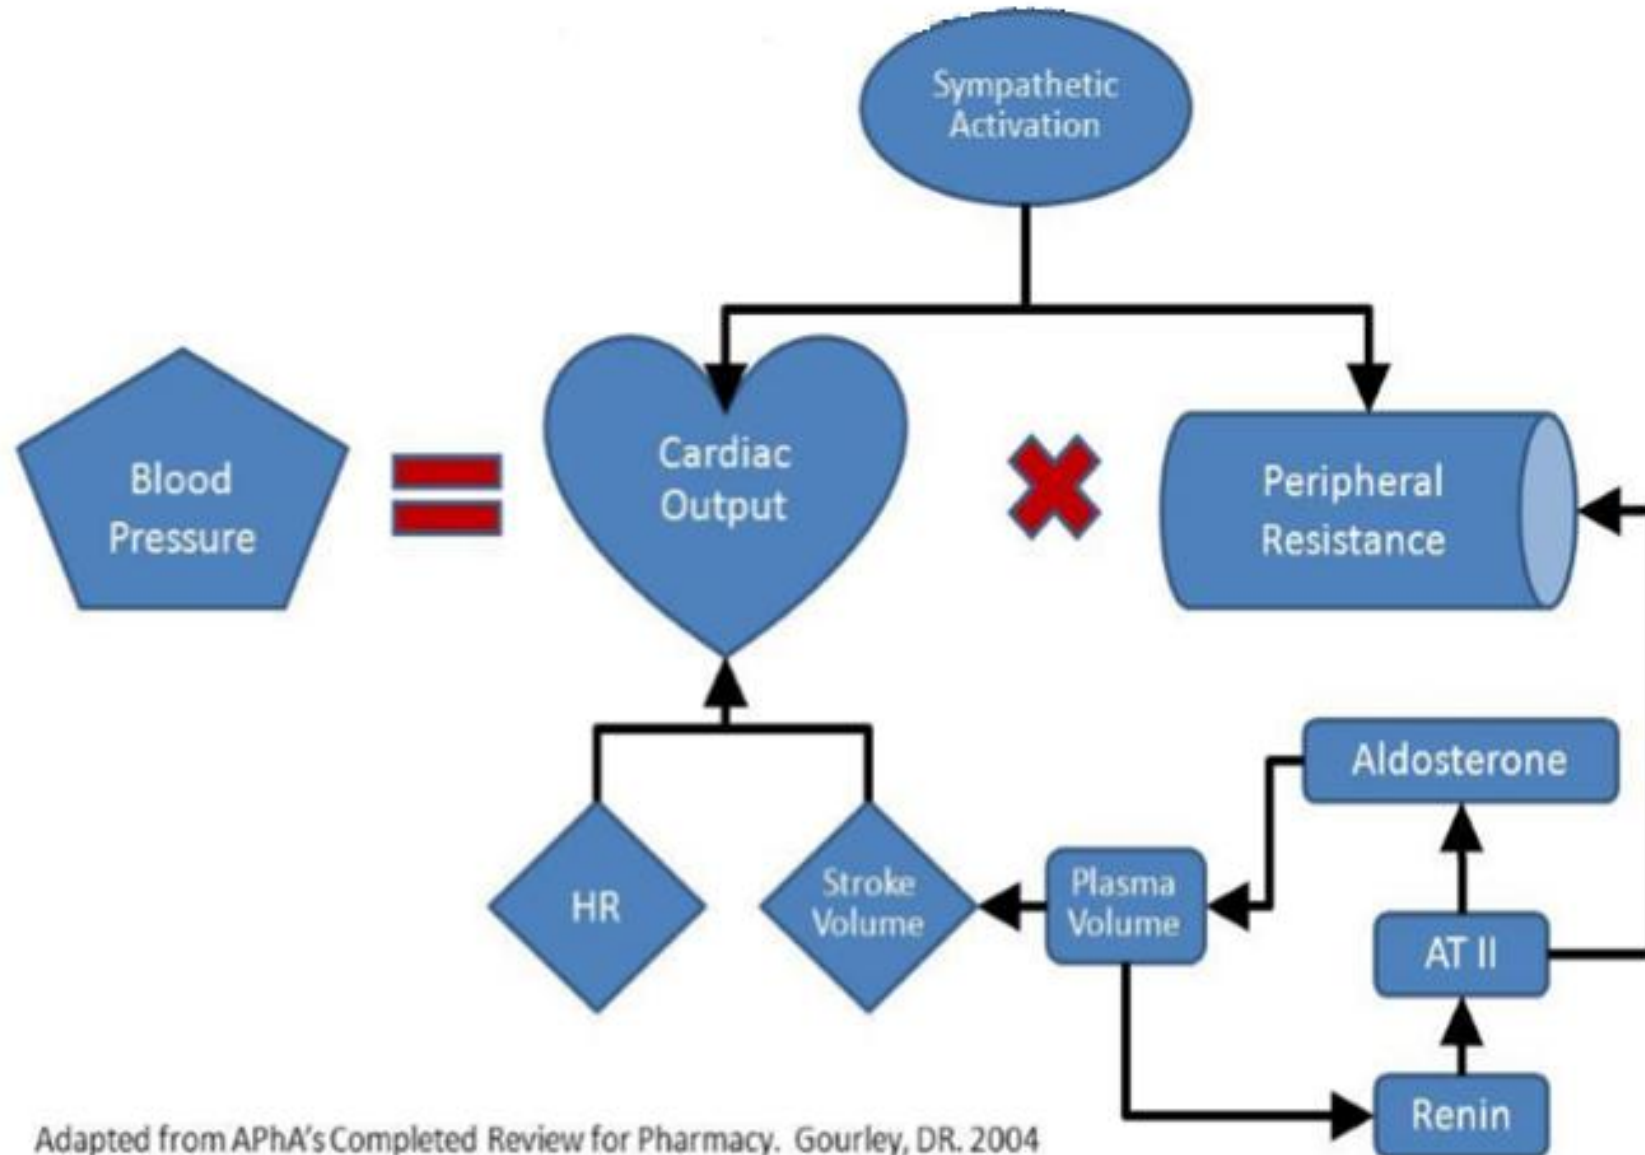 Sympathetic
Activation
Blood
Pressure
Cardiac
Output
Peripheral
Resistance
Aldosterone
HR
Stroke
Volume
Plasma
Volume
AT II
Renin
Adapted from APhA's Completed Review for Pharmacy. Gourley, DR. 2004